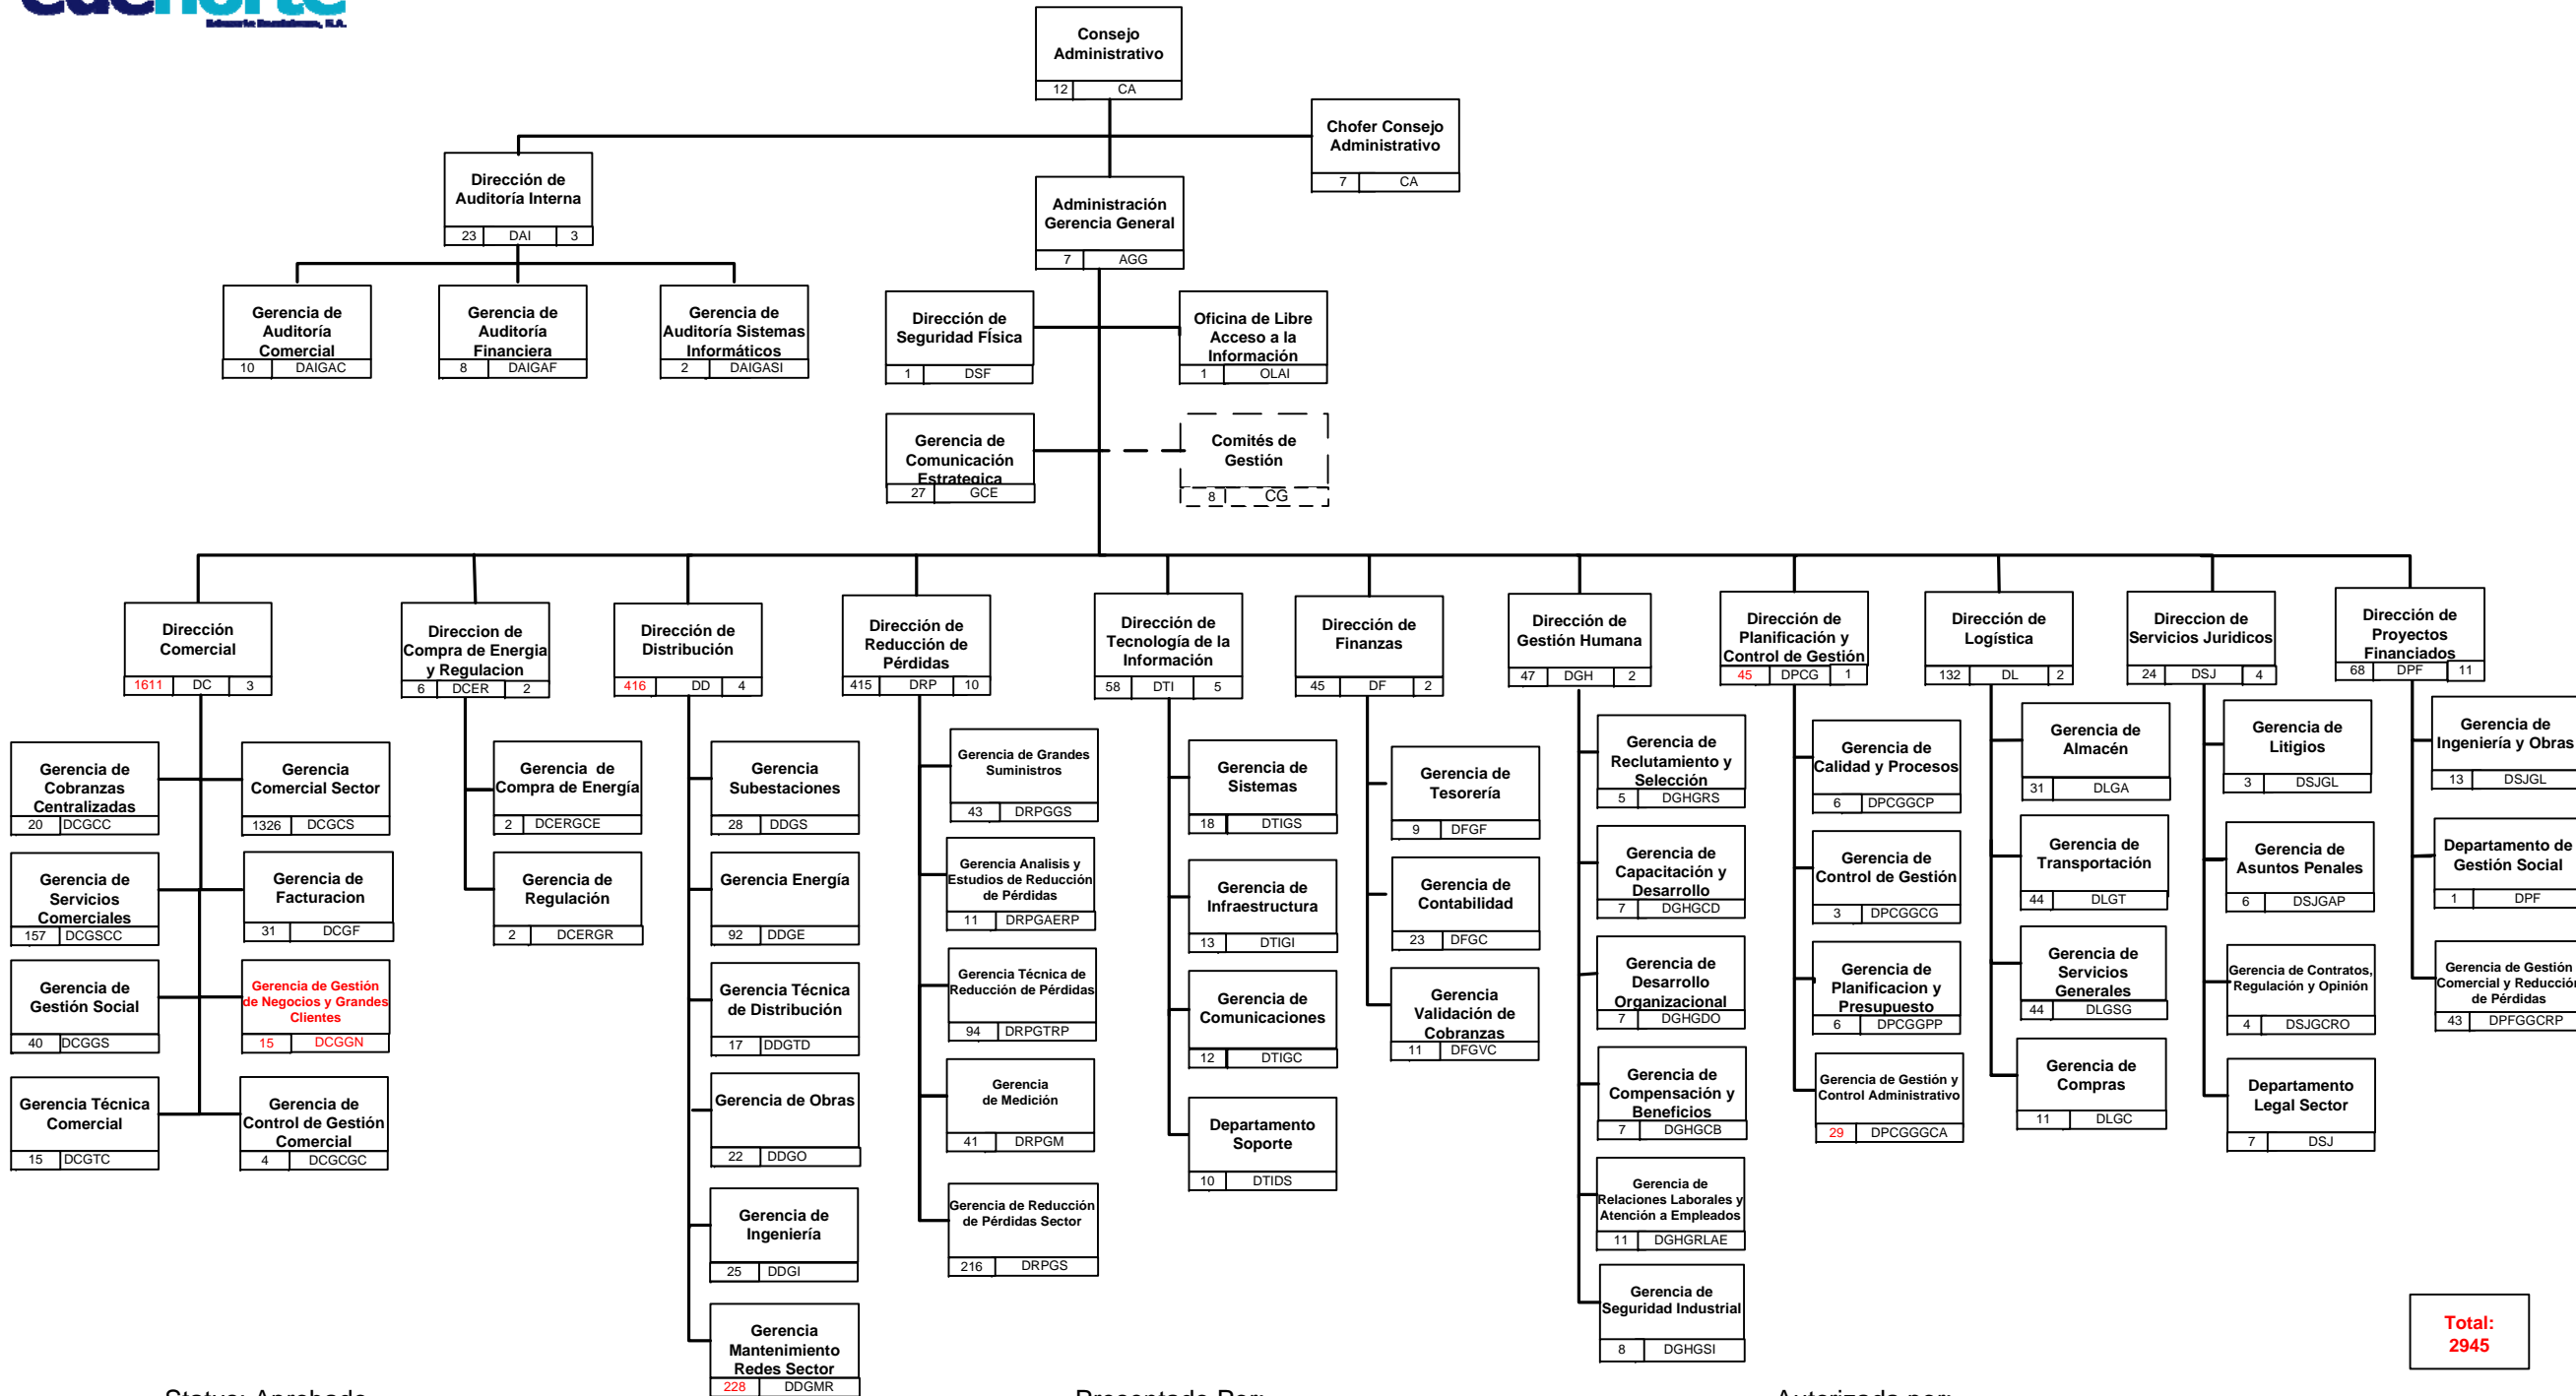 edenorte
Consejo
Administrativo
12 CA
Chofer Consejo
Administrativo
7 CA
Dirección de
Auditoría Interna
23 DAI 3
Administración
Gerencia General
7 AGG
Gerencia de
Auditoría
Comercial
10 DAIGAC
Gerencia de
Auditoría
Financiera
8 DAIGAF
Gerencia de
Auditoría Sistemas
Informáticos
2 DAIGASI
Dirección de
Seguridad FÍsica
1 DSF
Oficina de Libre
Acceso a la
Información
1 OLAI
Gerencia de
Comunicación
Estrategica
27 GCE
Comités de
Gestión
8 CG
Dirección
Comercial
1611 DC 3
Direccion de
Compra de Energia
y Regulacion
6 DCER 2
Dirección de
Distribución
416 DD 4
Dirección de
Reducción de
Pérdidas
415 DRP 10
Dirección de
Tecnología de la
Información
58 DTI 5
Dirección de
Finanzas
45 DF 2
Dirección de
Gestión Humana
47 DGH 2
Dirección de
Planificación y
Control de Gestión
45 DPCG 1
Dirección de
Logística
132 DL 2
Direccion de
Servicios Juridicos
24 DSJ 4
Dirección de
Proyectos
Financiados
68 DPF 11
Gerencia de
Cobranzas
Centralizadas
20 DCGCC
Gerencia
Comercial Sector
1326 DCGCS
Gerencia de
Servicios
Comerciales
157 DCGSCC
Gerencia de
Facturacion
31 DCGF
Gerencia de
Gestión Social
40 DCGGS
Gerencia de Gestión
de Negocios y Grandes
Clientes
15 DCGGN
Gerencia Técnica
Comercial
15 DCGTC
Gerencia de
Control de Gestión
Comercial
4 DCGCGC
Gerencia de
Compra de Energía
2 DCERGCE
Gerencia de
Regulación
2 DCERGR
Gerencia
Subestaciones
28 DDGS
Gerencia Energía
92 DDGE
Gerencia Técnica
de Distribución
17 DDGTD
Gerencia de Obras
22 DDGO
Gerencia de
Ingeniería
25 DDGI
Gerencia
Mantenimiento
Redes Sector
228 DDGMR
Gerencia de Grandes
Suministros
43 DRPGGS
Gerencia Analisis y
Estudios de Reducción
de Pérdidas
11 DRPGAERP
Gerencia Técnica de
Reducción de Pérdidas
94 DRPGTRP
Gerencia
de Medición
41 DRPGM
Gerencia de Reducción
de Pérdidas Sector
216 DRPGS
Gerencia de
Sistemas
18 DTIGS
Gerencia de
Infraestructura
13 DTIGI
Gerencia de
Comunicaciones
12 DTIGC
Departamento
Soporte
10 DTIDS
Gerencia de
Tesorería
9 DFGF
Gerencia de
Contabilidad
23 DFGC
Gerencia
Validación de
Cobranzas
11 DFGVC
Gerencia de
Reclutamiento y
Selección
5 DGHGRS
Gerencia de
Capacitación y
Desarrollo
7 DGHGCD
Gerencia de
Desarrollo
Organizacional
7 DGHGDO
Gerencia de
Compensación y
Beneficios
7 DGHGCB
Gerencia de
Relaciones Laborales y
Atención a Empleados
11 DGHGRLAE
Gerencia de
Seguridad Industrial
8 DGHGSI
Gerencia de
Calidad y Procesos
6 DPCGGCP
Gerencia de
Control de Gestión
3 DPCGGCG
Gerencia de
Planificacion y
Presupuesto
6 DPCGGPP
Gerencia de Gestión y
Control Administrativo
29 DPCGGGCA
Gerencia de
Almacén
31 DLGA
Gerencia de
Transportación
44 DLGT
Gerencia de
Servicios
Generales
44 DLGSG
Gerencia de
Compras
11 DLGC
Gerencia de
Litigios
3 DSJGL
Gerencia de
Asuntos Penales
6 DSJGAP
Gerencia de Contratos,
Regulación y Opinión
4 DSJGCRO
Departamento
Legal Sector
7 DSJ
Gerencia de
Ingeniería y Obras
13 DSJGL
Departamento de
Gestión Social
1 DPF
Gerencia de Gestión
Comercial y Reducción
de Pérdidas
43 DPFGGCRP
Total:
2945
Status: Aprobado
Presentado Por:
Autorizado por: